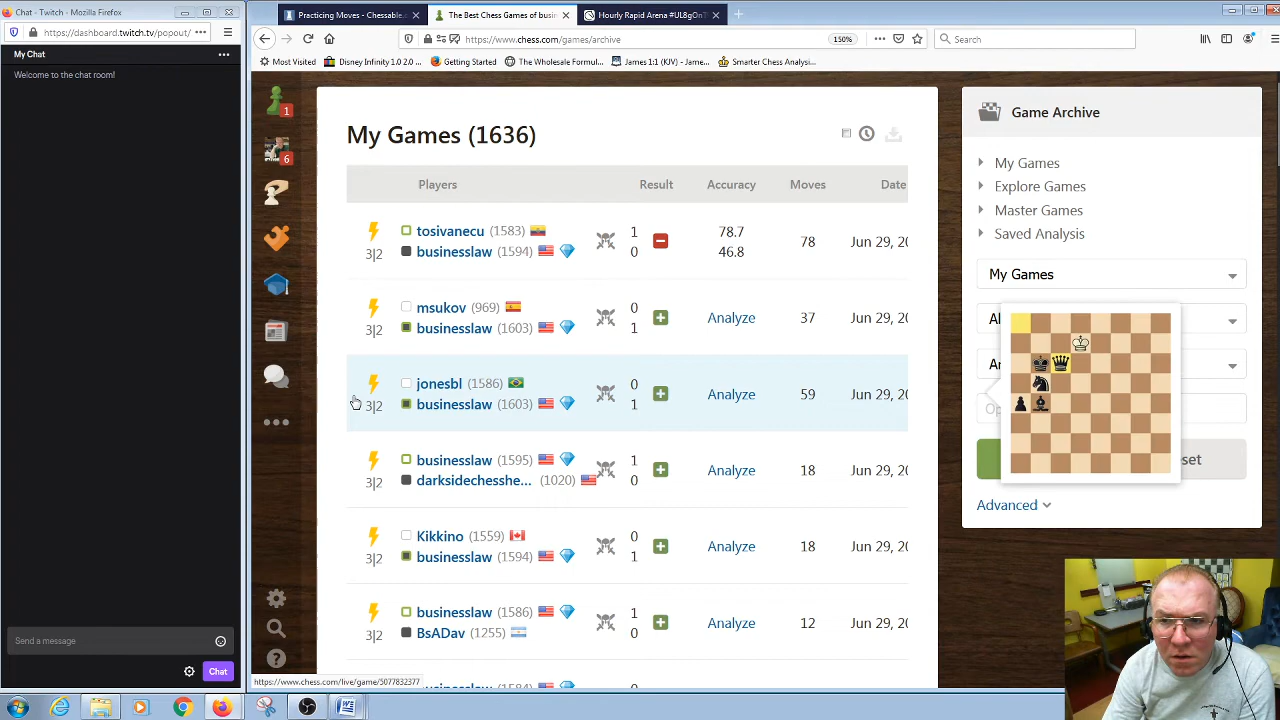 Chat - Twitch - Mozilla Firefox
https://dashboard.twitch.tv/popout/
My Chat
Welcome to the chat room!
Send a message
Chat
Practicing Moves - Chessable.c
The Best Chess Games of busin
Hourly Rapid Arena #UL8gOnT
https://www.chess.com/games/archive
150%
Search
Most Visited
Disney Infinity 1.0 2.0 ...
Getting Started
The Wholesale Formul...
James 1:1 (KJV) - Jame...
Smarter Chess Analysi...
1
6
My Games (1636)
Players Result Accuracy Moves Date
3|2
tosivanecu (1583) 1 78.7
businesslaw (1594) 0 46.8
78 Jun 29, 20
3|2
msukov (969) 0
businesslaw (1603) 1
Analyze 37 Jun 29, 20
3|2
jonesbl (1586) 0
businesslaw (1603) 1
Analyze 59 Jun 29, 20
3|2
businesslaw (1595) 1
darksidechesshe... (1020) 0
Analyze 18 Jun 29, 20
3|2
Kikkino (1559) 0
businesslaw (1594) 1
Analyze 18 Jun 29, 20
3|2
businesslaw (1586) 1
BsADav (1255) 0
Analyze 12 Jun 29, 20
https://www.chess.com/live/game/5077832377
Game Archive
My Games
Explore Games
Master Games
Saved Analysis
My Games
Advanced